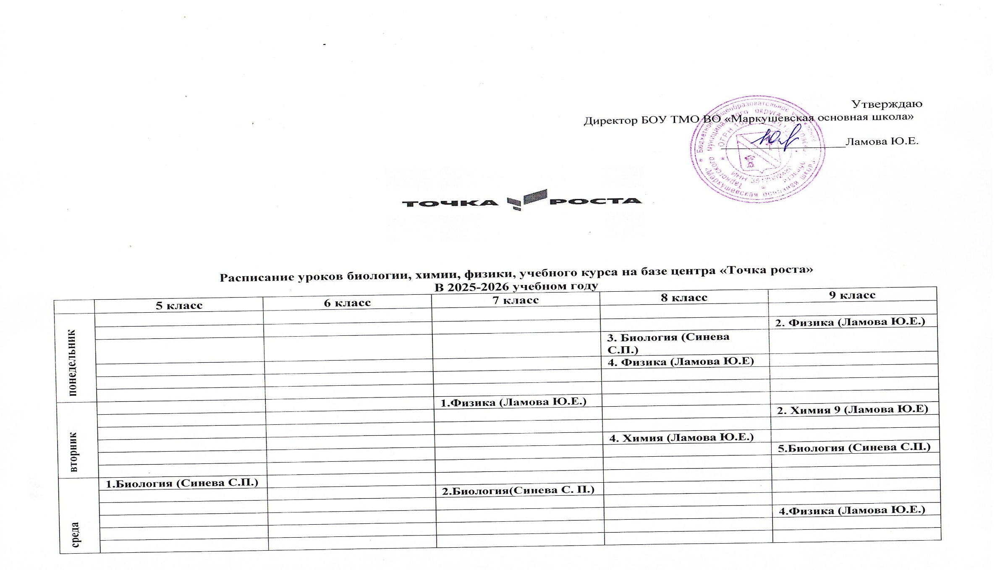 Утверждаю
Директор БОУ ТМО ВО «Маркушевская основная школа»
Ламова Ю.Е.
ТОЧКА РОСТА
Расписание уроков биологии, химии, физики, учебного курса на базе центра «Точка роста»
В 2025-2026 учебном году
5 класс 6 класс 7 класс 8 класс 9 класс
понедельник
2. Физика (Ламова Ю.Е.)
3. Биология (Синева
С.П.)
4. Физика (Ламова Ю.Е)
вторник
1.Физика (Ламова Ю.Е.)
2. Химия 9 (Ламова Ю.Е)
4. Химия (Ламова Ю.Е.)
5.Биология (Синева С.П.)
среда
1.Биология (Синева С.П.)
2.Биология(Синева С. П.)
4.Физика (Ламова Ю.Е.)